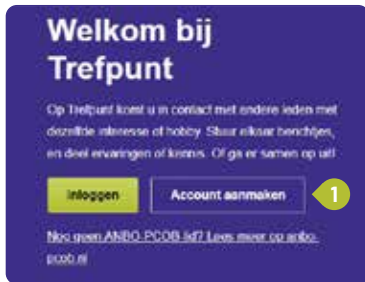 Welkom bij
Trefpunt
Op Trefpunt komt u in contact met andere leden met
dezelfde interesse of hobby. Stuur elkaar berichtjes,
en deel ervaringen of kennis. Of ga er samen op uit!
Inloggen
Account aanmaken
1
Nog geen ANBO-PCOB-lid? Lees meer op anbo-
pcob.nl